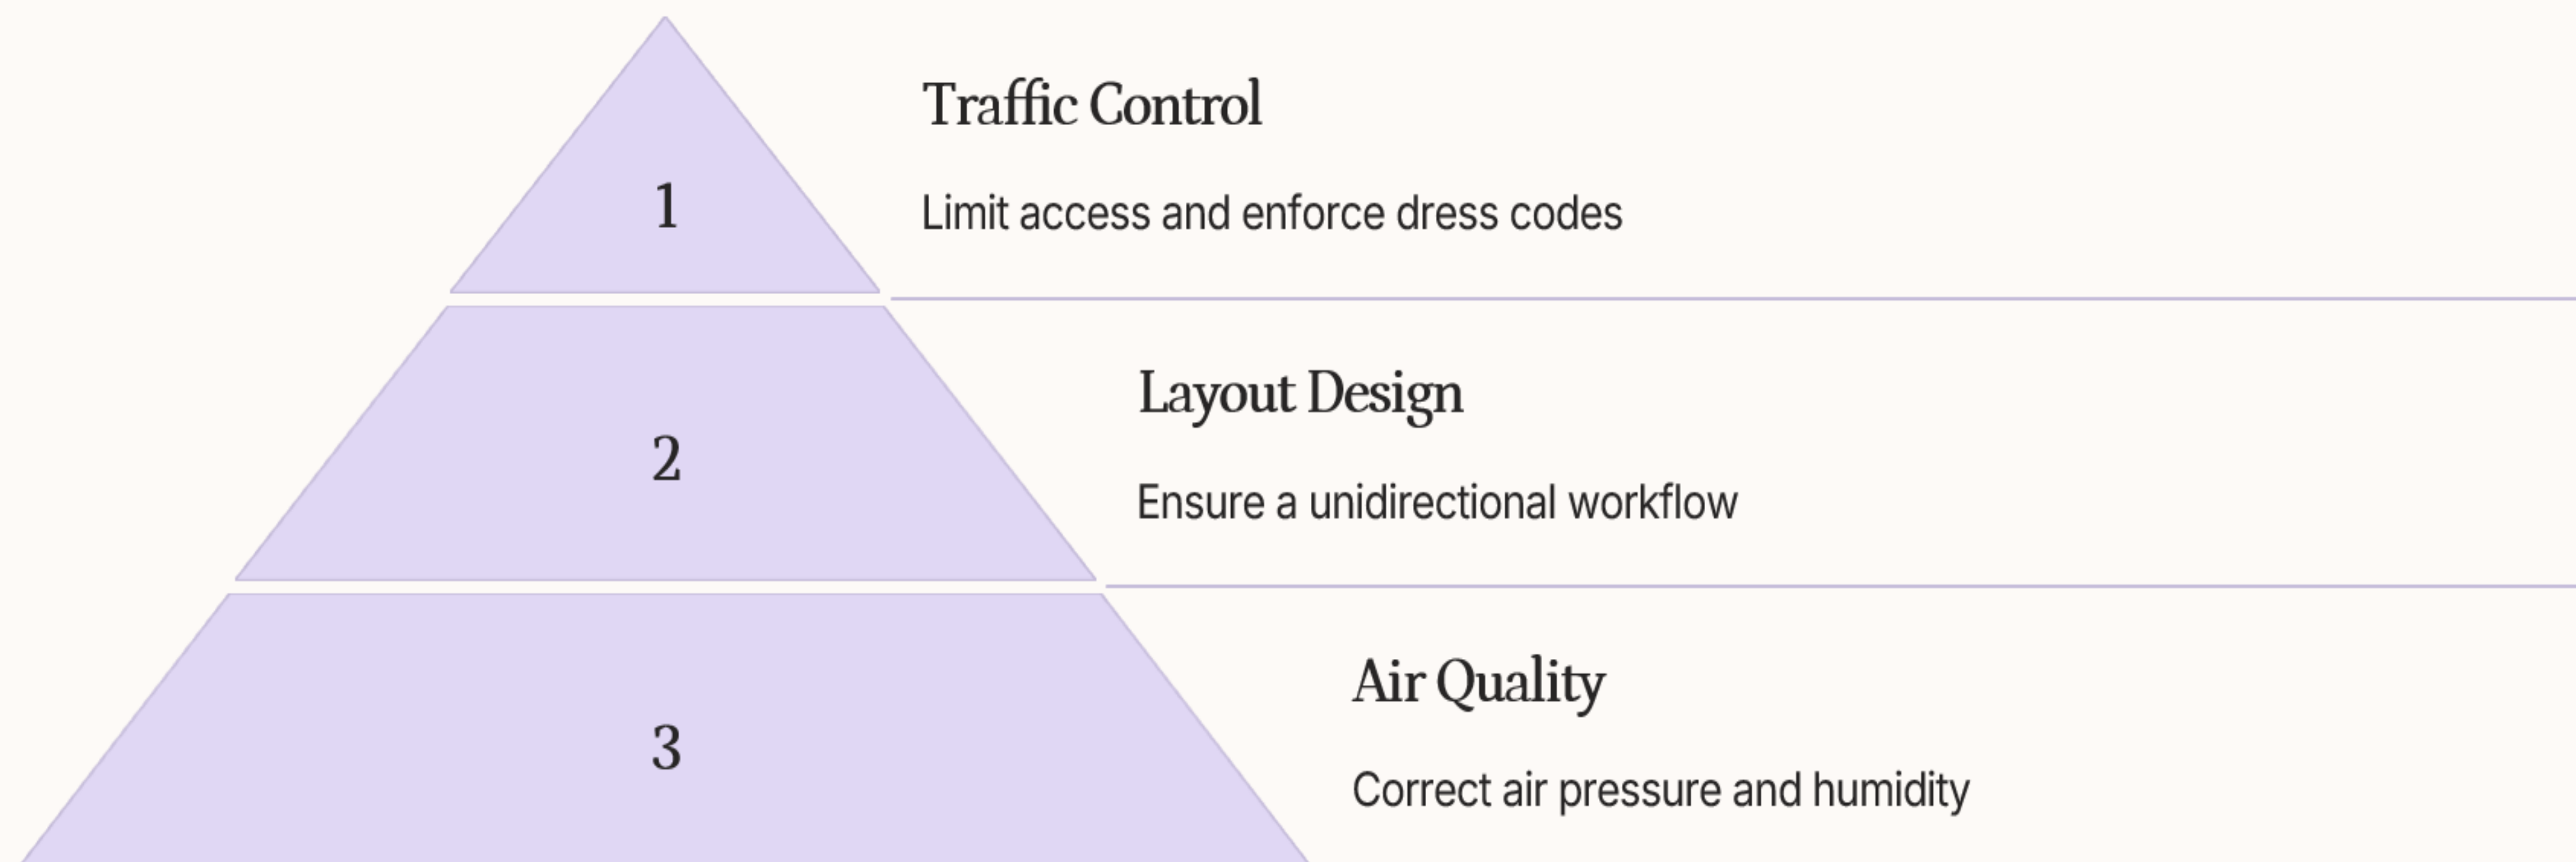 Traffic Control
1
Limit access and enforce dress codes
Layout Design
2
Ensure a unidirectional workflow
Air Quality
3
Correct air pressure and humidity